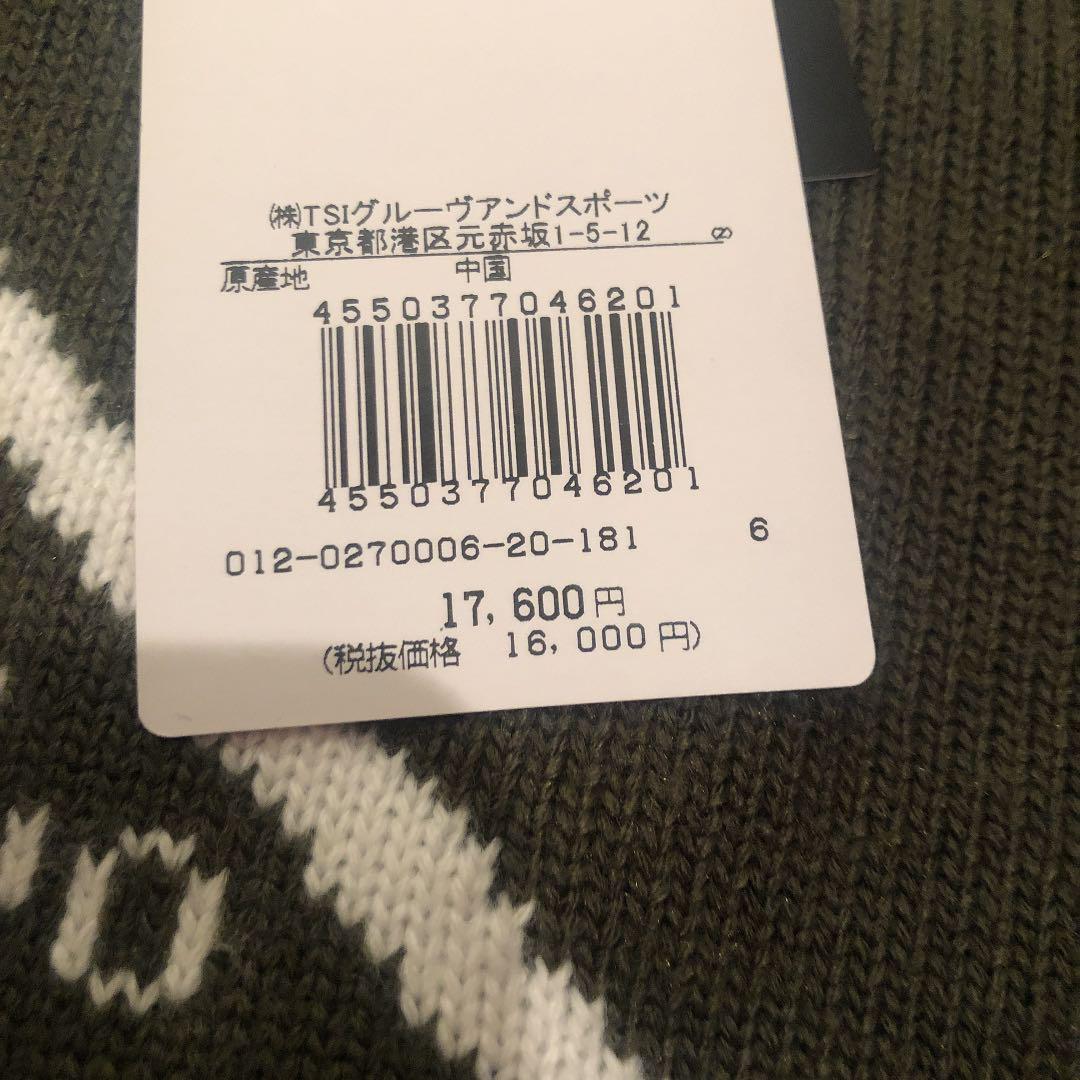 ㈱TSIグルーヴアンドスポーツ
東京都港区元赤坂1-5-12
原産地 中国
4550377046201
4550377046201
012-0270006-20-181 6
17,600円
(税抜価格 16,000円)